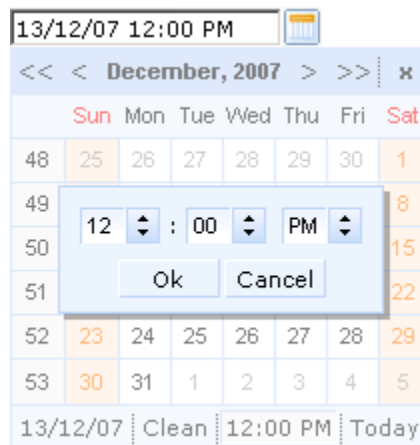 13/12/07 12:00 PM
<< < December, 2007 > >> x
Sun Mon Tue Wed Thu Fri Sat
48 25 26 27 28 29 30 1
49 8
12 : 00 PM
50 15
Ok Cancel
51 22
52 23 24 25 26 27 28 29
53 30 31 1 2 3 4 5
13/12/07 Clean 12:00 PM Today